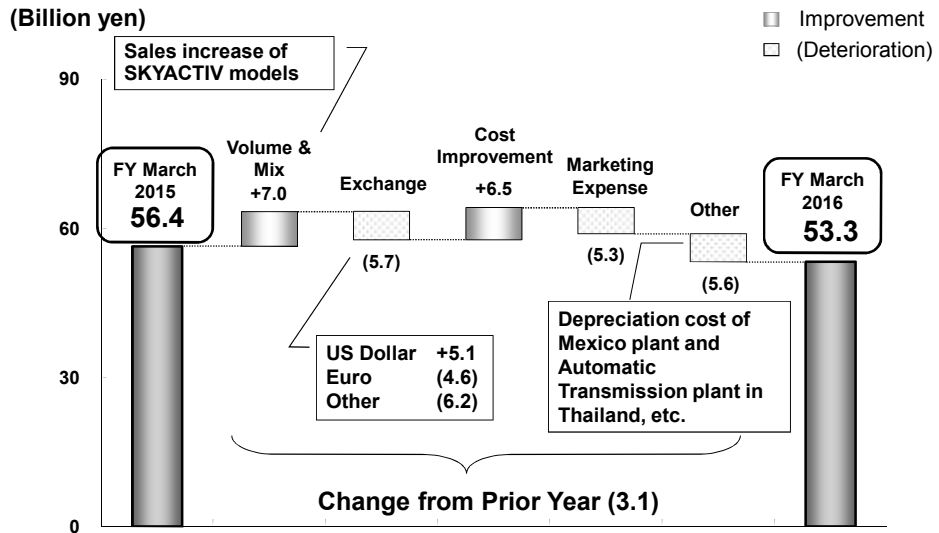 (Billion yen)
Improvement
(Deterioration)
Sales increase of
SKYACTIV models
90
60
30
0
FY March
2015
56.4
Volume &
Mix
+7.0
Exchange
(5.7)
Cost
Improvement
+6.5
Marketing
Expense
(5.3)
Other
(5.6)
FY March
2016
53.3
US Dollar +5.1
Euro (4.6)
Other (6.2)
Depreciation cost of
Mexico plant and
Automatic
Transmission plant in
Thailand, etc.
Change from Prior Year (3.1)